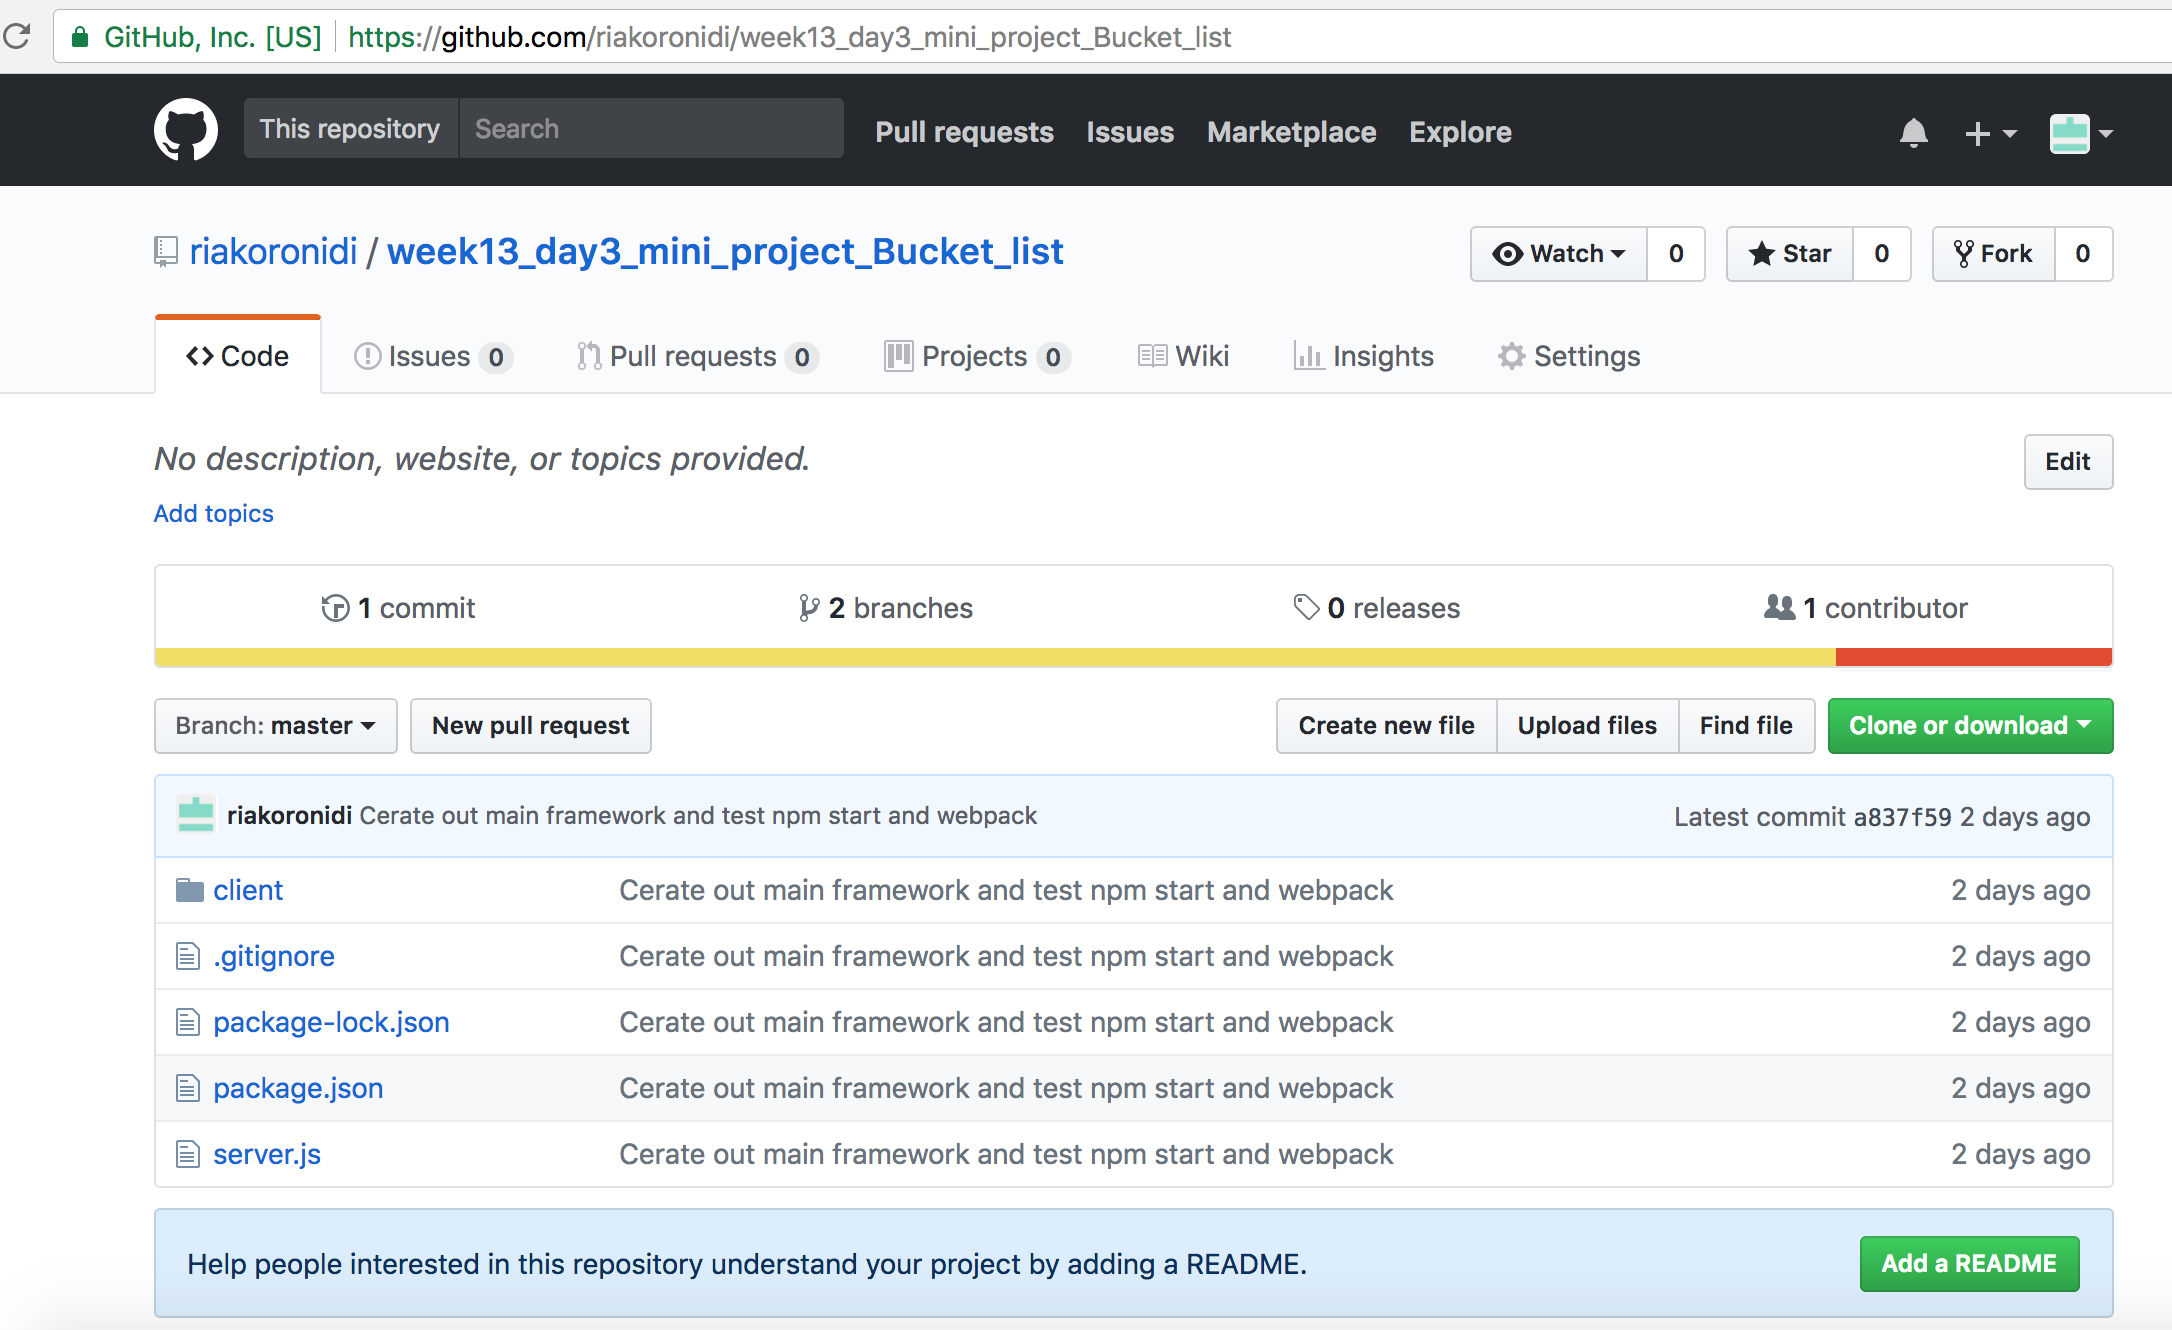 GitHub, Inc. [US] https://github.com/riakoronidi/week13_day3_mini_project_Bucket_list
This repository Search Pull requests Issues Marketplace Explore
riakoronidi / week13_day3_mini_project_Bucket_list Watch 0 Star 0 Fork 0
Code Issues 0 Pull requests 0 Projects 0 Wiki Insights Settings
No description, website, or topics provided. Edit
Add topics
1 commit 2 branches 0 releases 1 contributor
Branch: master New pull request Create new file Upload files Find file Clone or download
riakoronidi Cerate out main framework and test npm start and webpack Latest commit a837f59 2 days ago
client Cerate out main framework and test npm start and webpack 2 days ago
.gitignore Cerate out main framework and test npm start and webpack 2 days ago
package-lock.json Cerate out main framework and test npm start and webpack 2 days ago
package.json Cerate out main framework and test npm start and webpack 2 days ago
server.js Cerate out main framework and test npm start and webpack 2 days ago
Help people interested in this repository understand your project by adding a README. Add a README